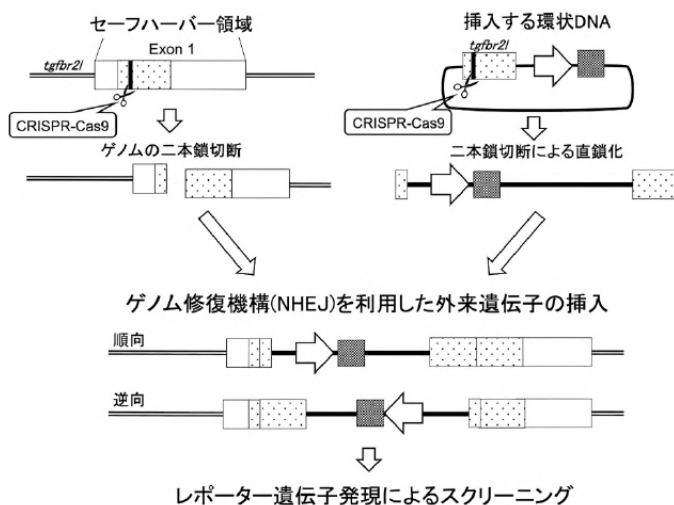 セーフハーバー領域
挿入する環状DNA
tgfbr2l
Exon 1
tgfbr2l
CRISPR-Cas9
CRISPR-Cas9
ゲノムの二本鎖切断
二本鎖切断による直鎖化
ゲノム修復機構(NHEJ)を利用した外来遺伝子の挿入
順向
逆向
レポーター遺伝子発現によるスクリーニング